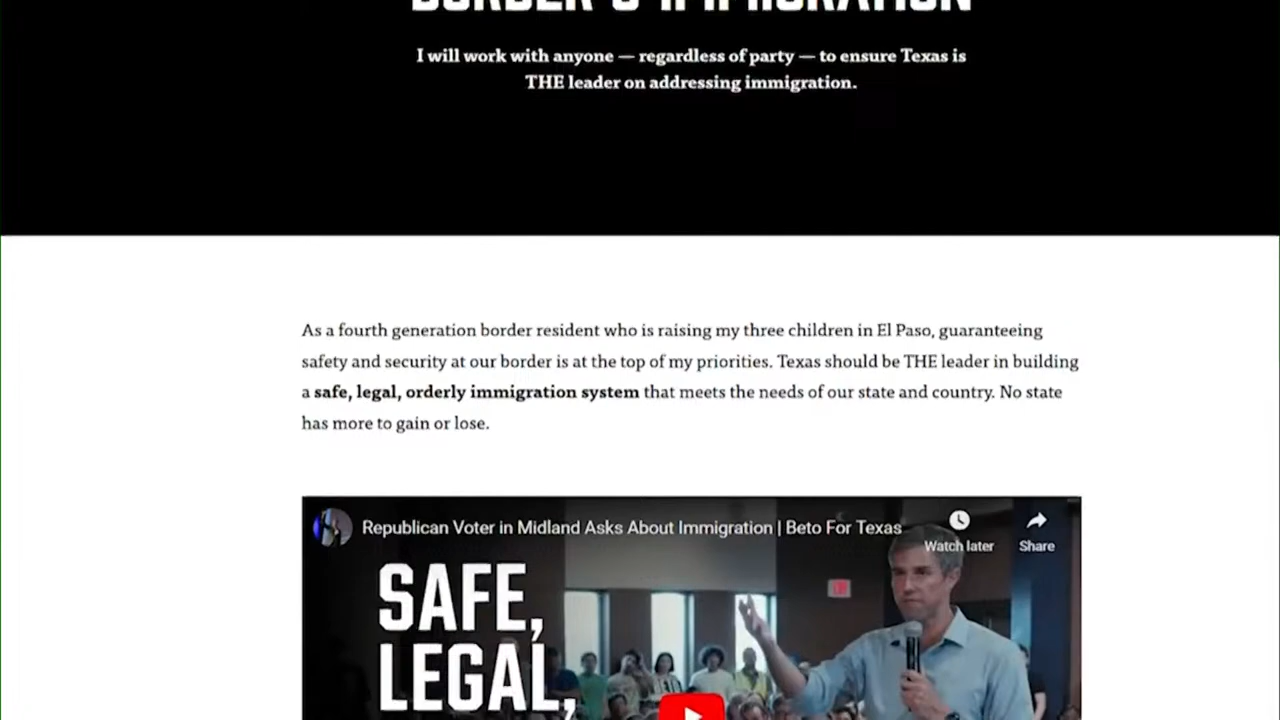 BORDER & IMMIGRATION
I will work with anyone — regardless of party — to ensure Texas is
THE leader on addressing immigration.
As a fourth generation border resident who is raising my three children in El Paso, guaranteeing
safety and security at our border is at the top of my priorities. Texas should be THE leader in building
a safe, legal, orderly immigration system that meets the needs of our state and country. No state
has more to gain or lose.
Republican Voter in Midland Asks About Immigration | Beto For Texas
Watch later
Share
SAFE,
LEGAL,